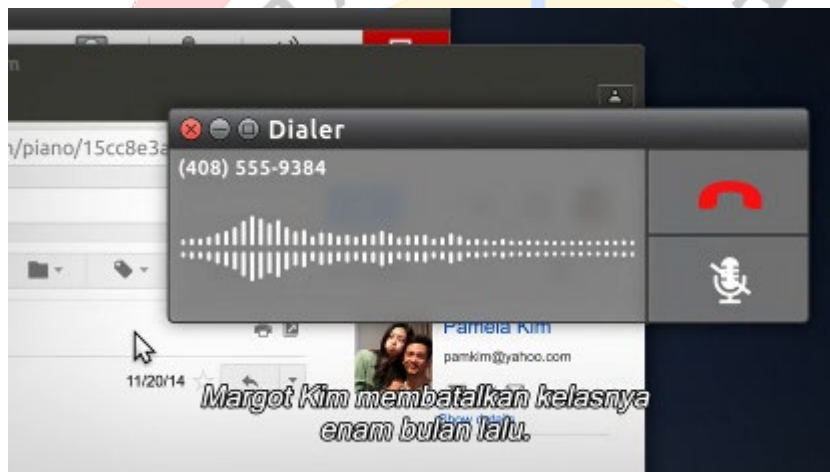 m
Dialer
n/piano/15cc8e3a
(408) 555-9384
Pamela Kim
pamkim@yahoo.com
11/20/14
Margot Kim membatalkan kelasnya
enam bulan lalu.